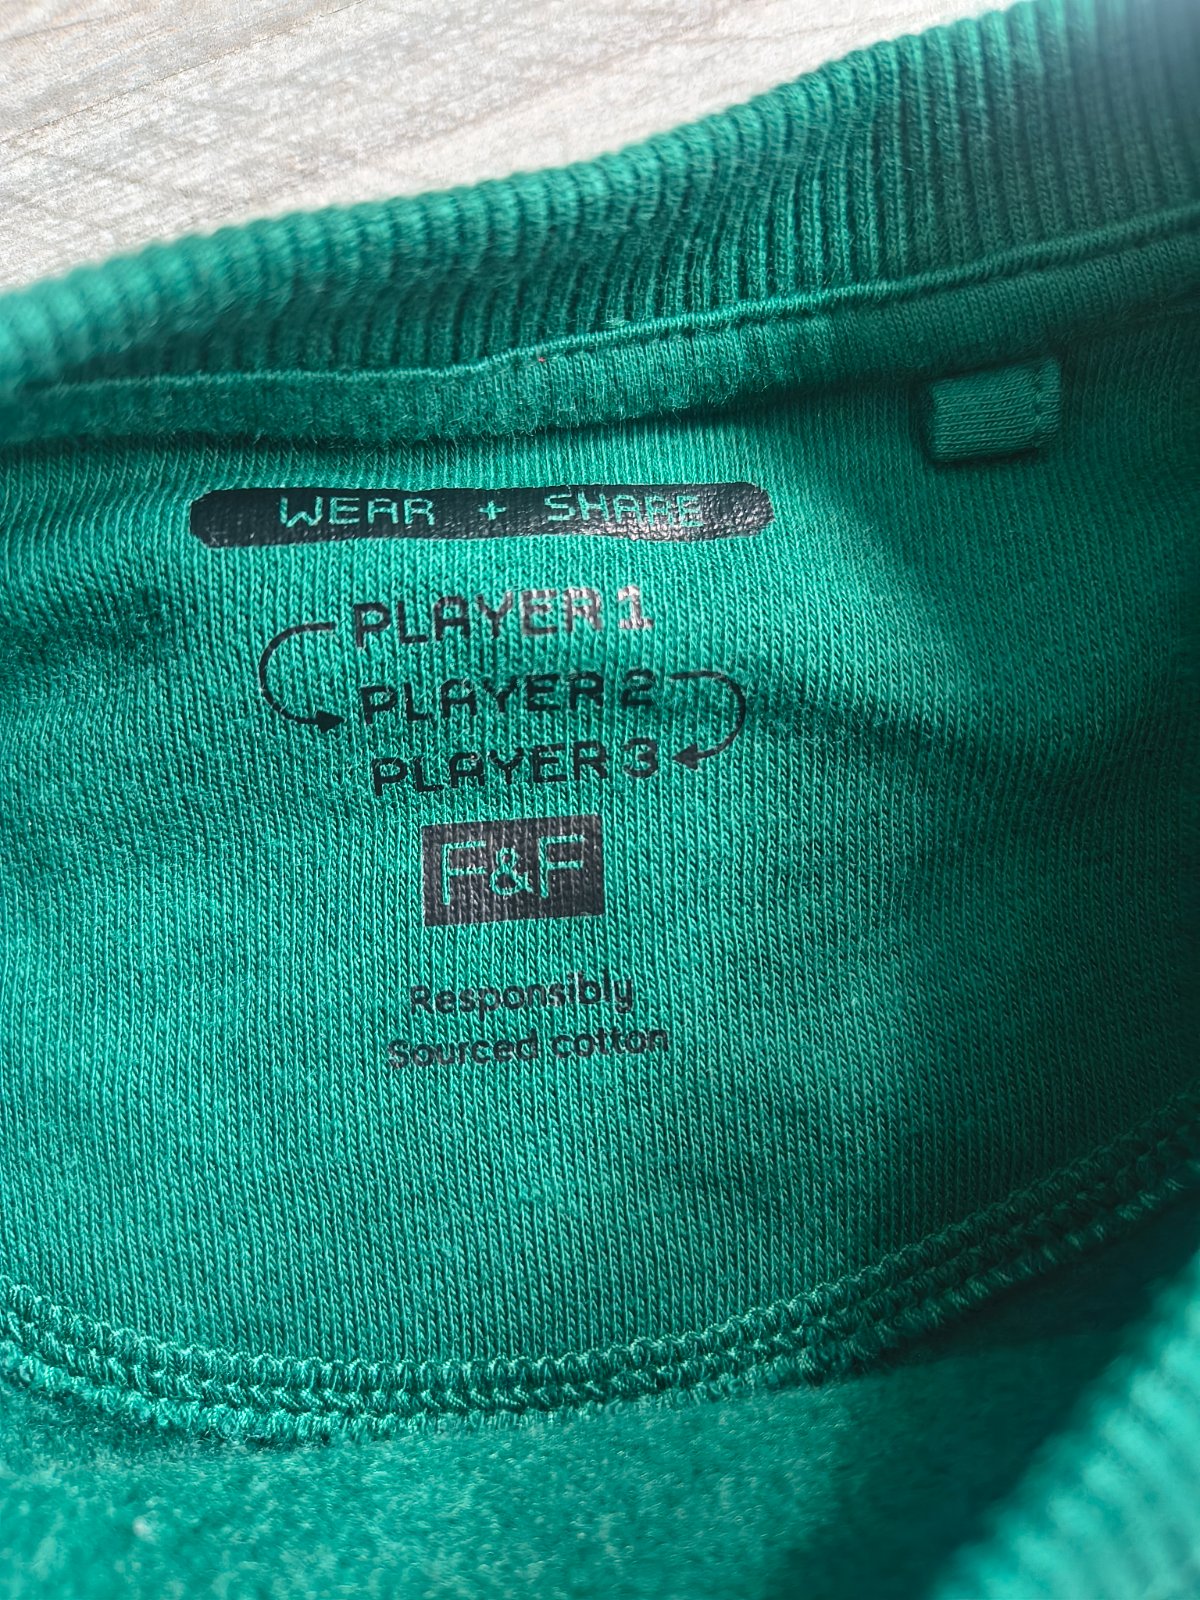 WEAR + SHARE
PLAYER 1
PLAYER 2
PLAYER 3
F&F
Responsibly
Sourced cotton